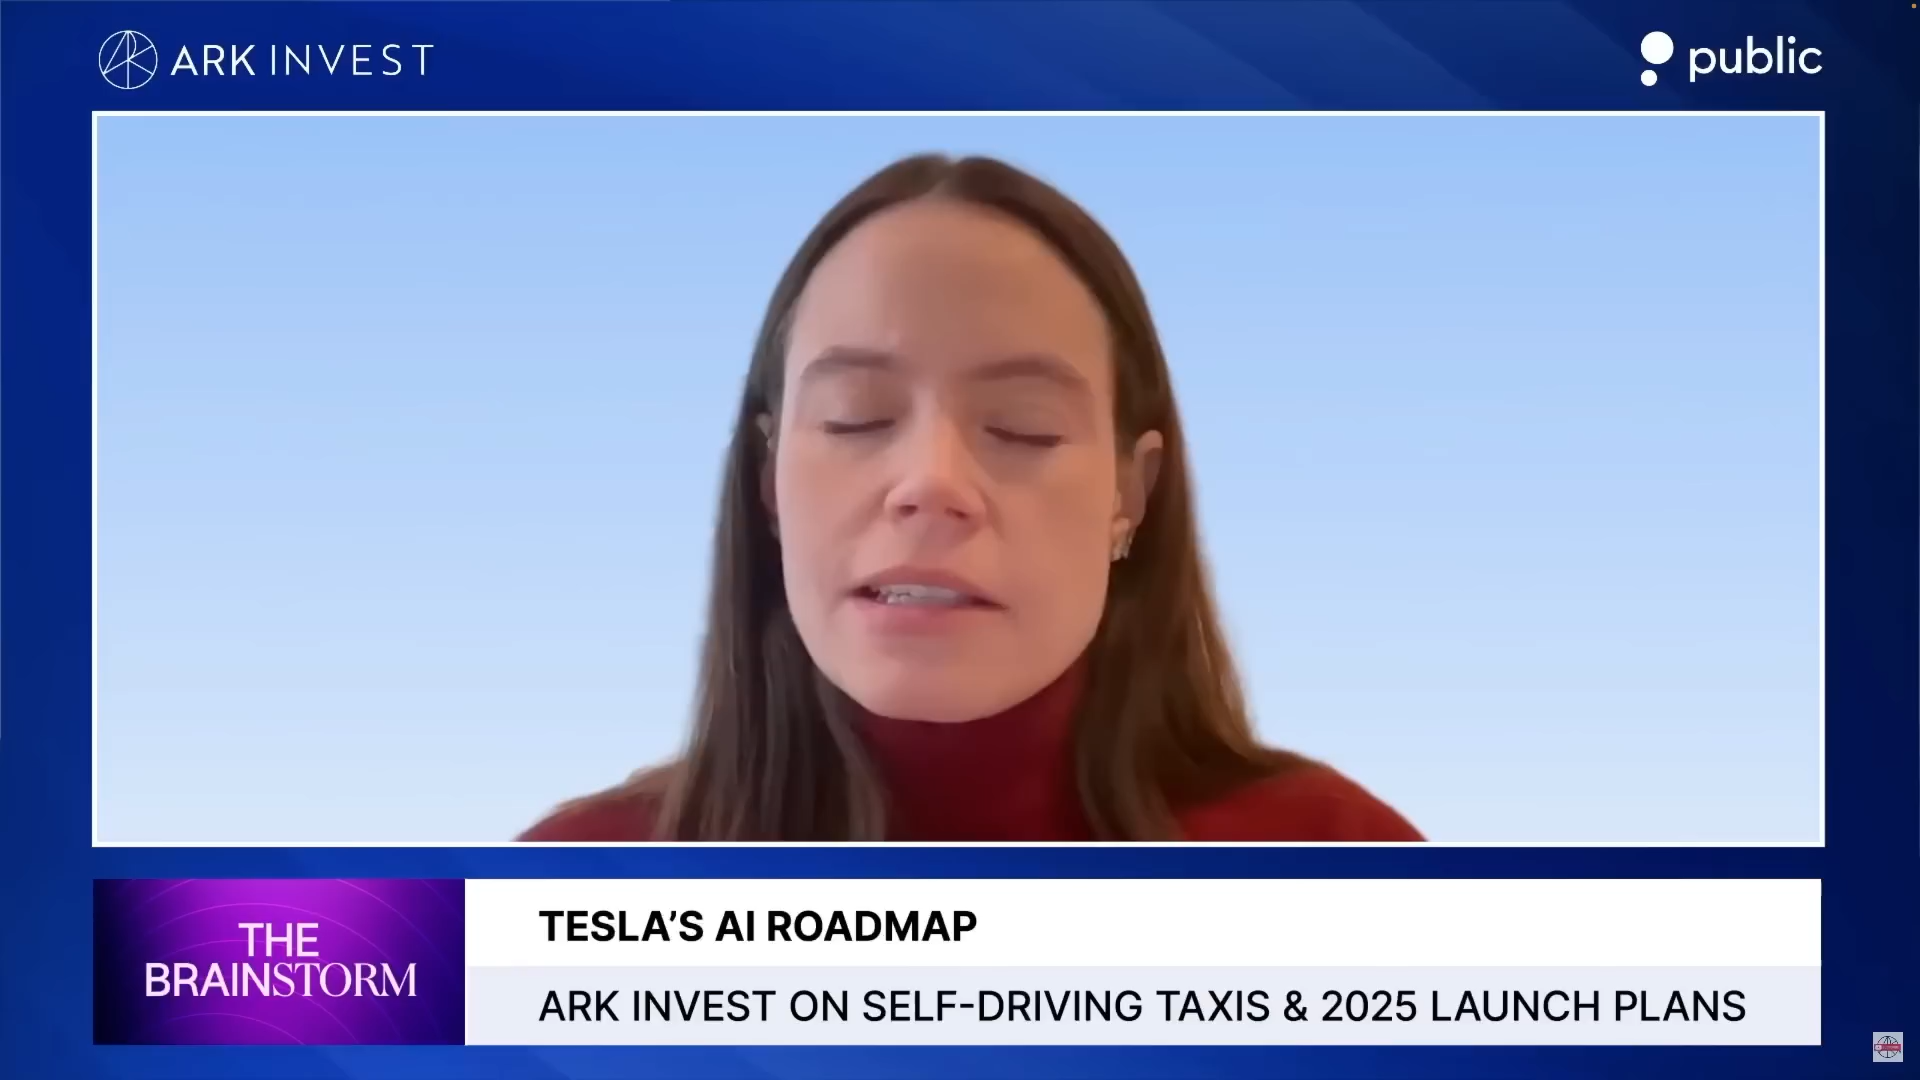 ARK INVEST
public
THE
BRAINSTORM
TESLA’S AI ROADMAP
ARK INVEST ON SELF-DRIVING TAXIS & 2025 LAUNCH PLANS